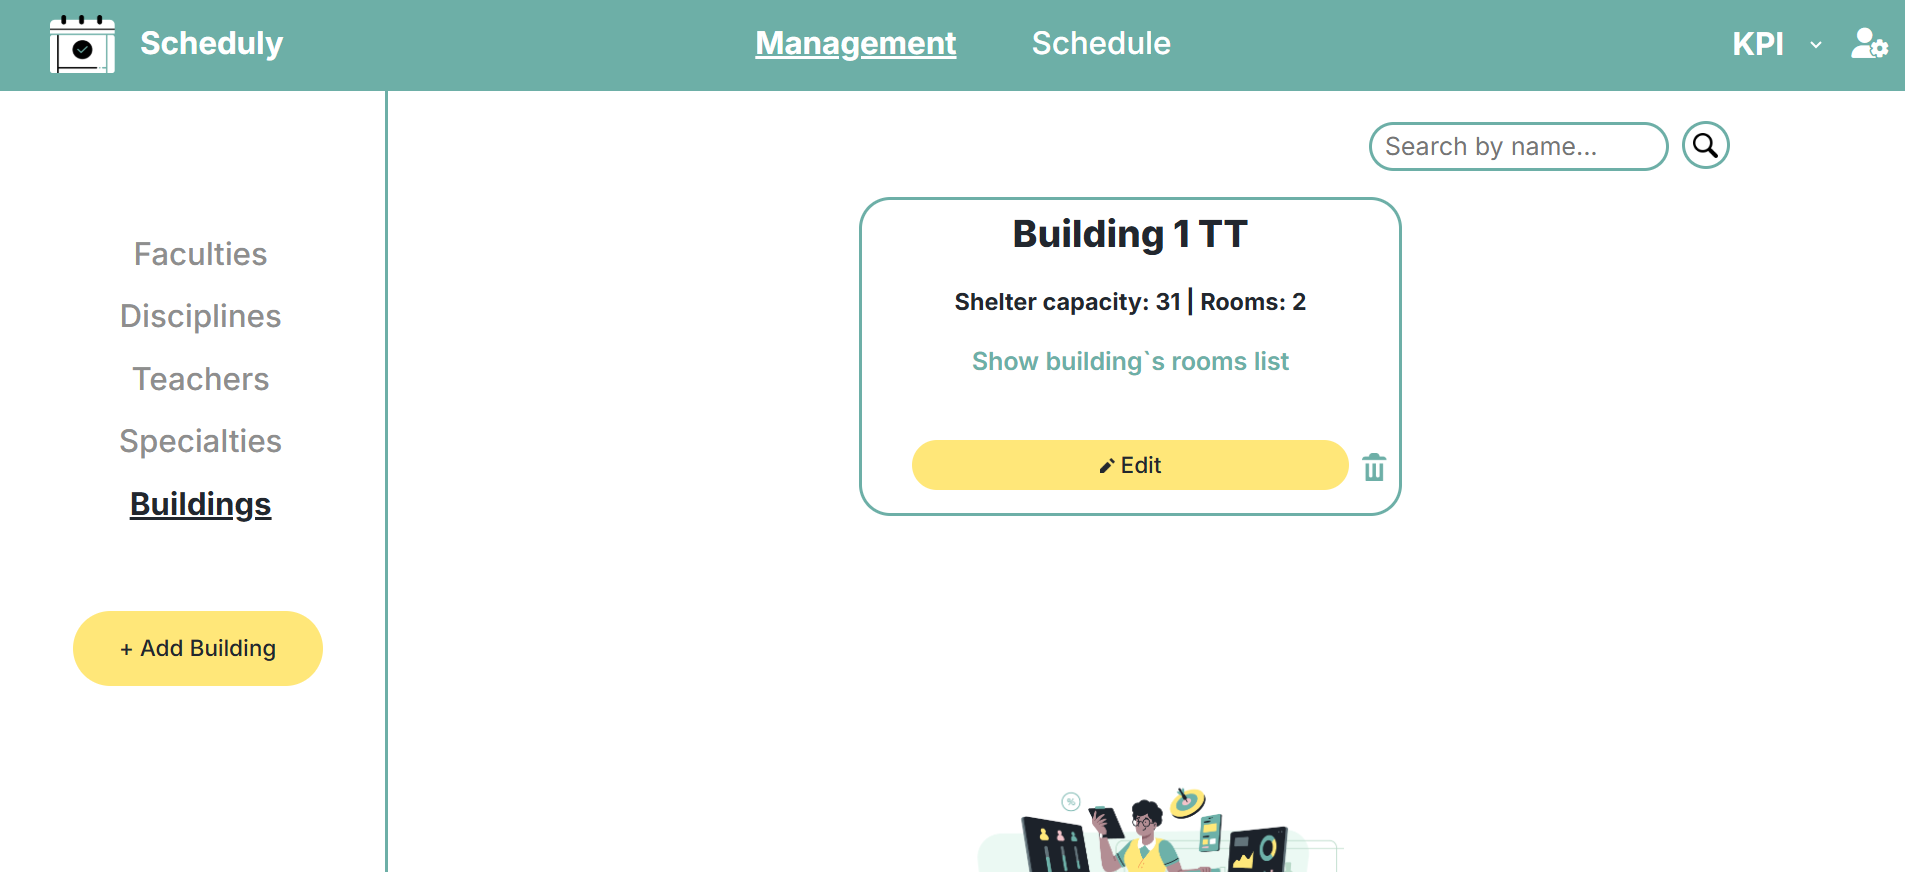 Scheduly
Management
Schedule
KPI
Search by name...
Faculties
Disciplines
Teachers
Specialties
Buildings
+ Add Building
Building 1 TT
Shelter capacity: 31 | Rooms: 2
Show building`s rooms list
Edit
%